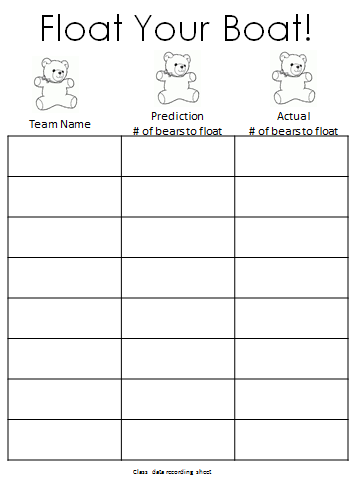 Float Your Boat!
Team Name
Prediction
# of bears to float
Actual
# of bears to float
Class data recording sheet